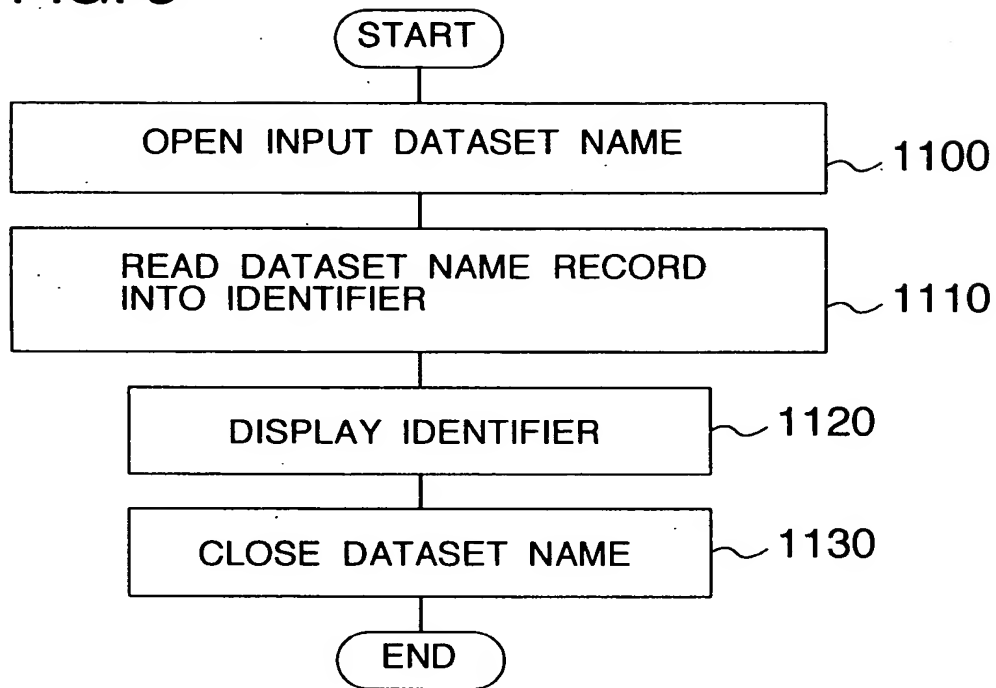 START
OPEN INPUT DATASET NAME
1100
READ DATASET NAME RECORD
INTO IDENTIFIER
1110
DISPLAY IDENTIFIER
1120
CLOSE DATASET NAME
1130
END